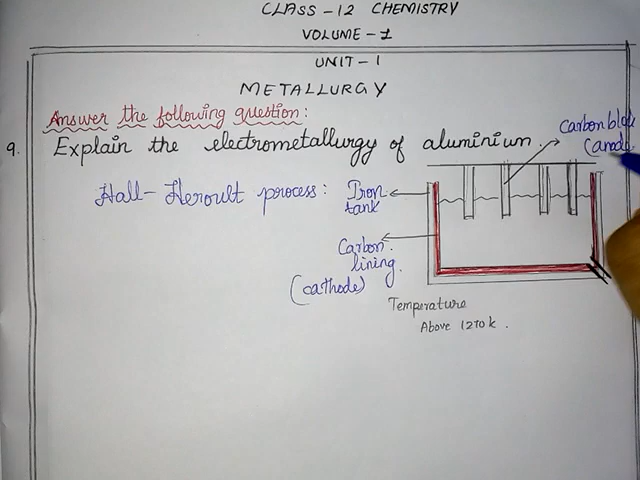 CLASS-12 CHEMISTRY
VOLUME-1
UNIT-1
METALLURGY
Answer the following question:
9. Explain the electrometallurgy of aluminium.
Carbon block
(anode
Hall-Heroult process:
Iron tank
Carbon lining.
(cathode)
Temperature
Above 1270k.